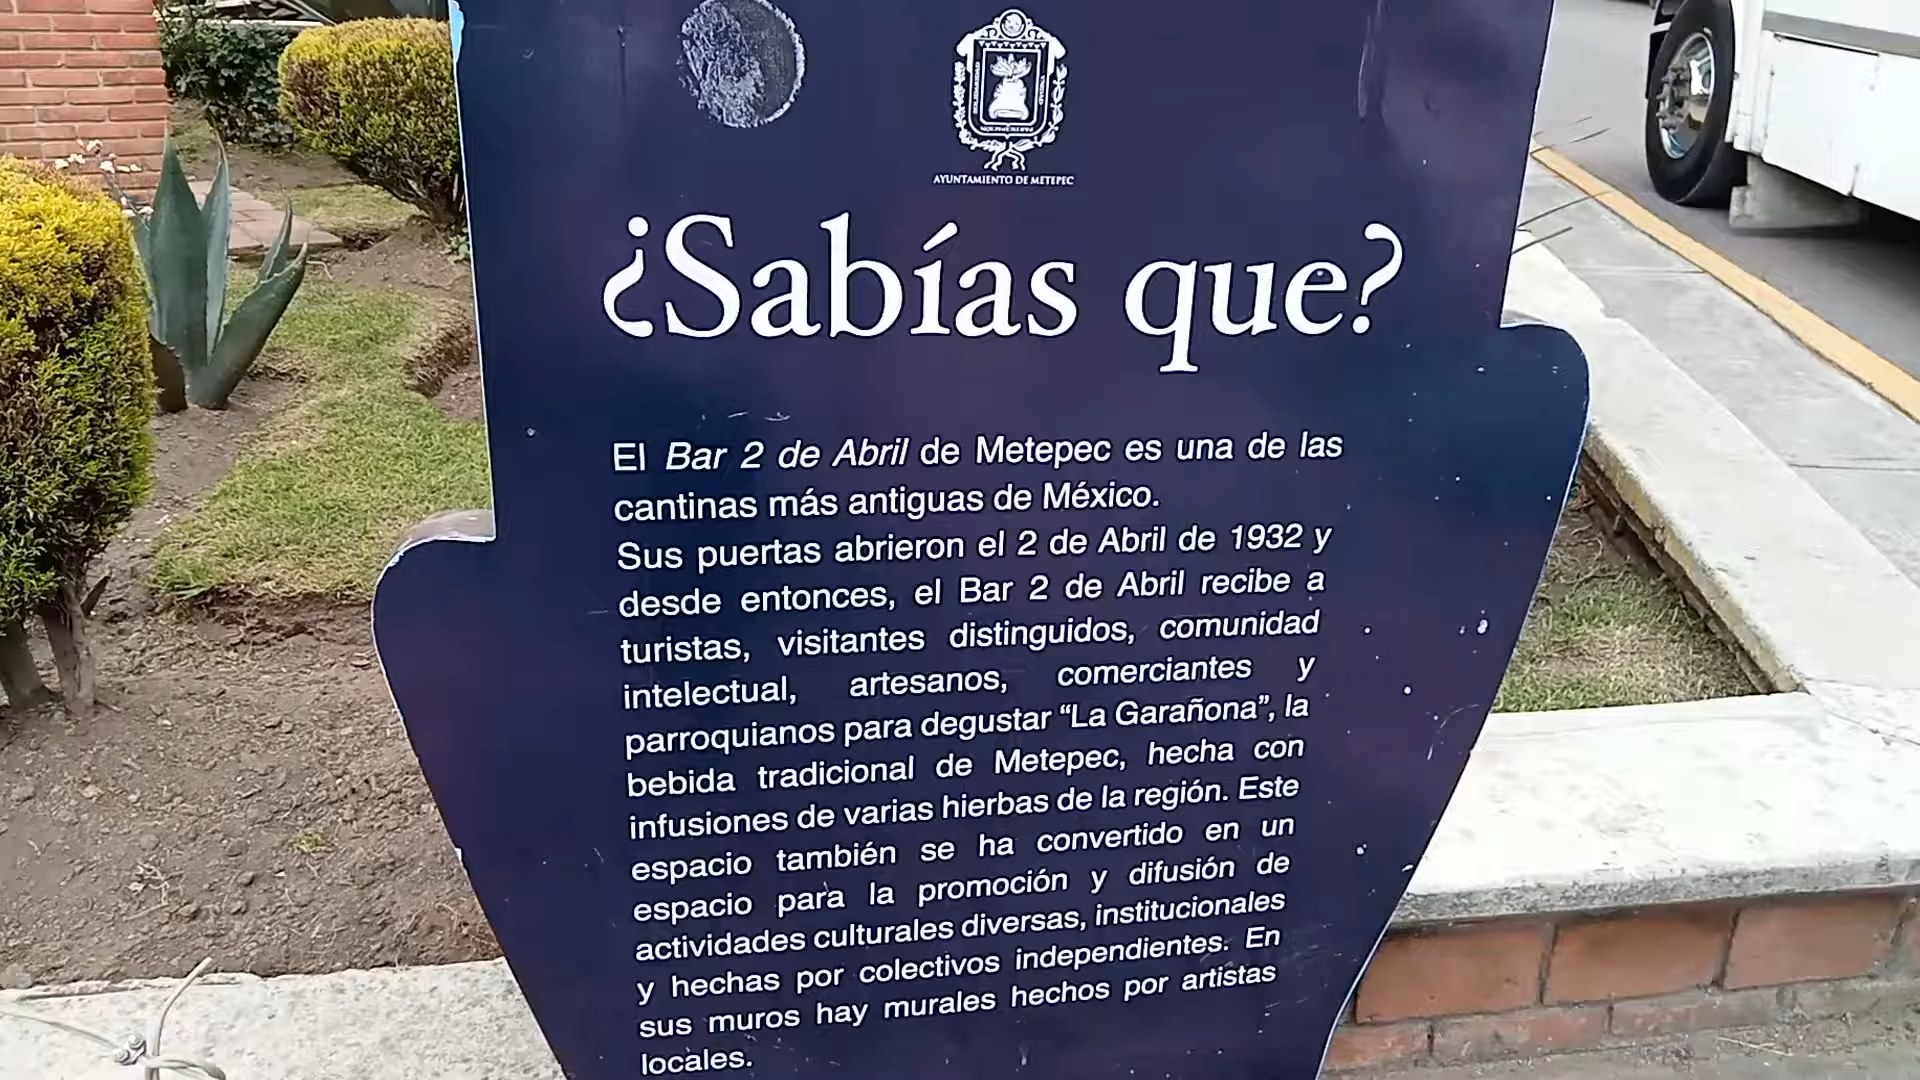 AYUNTAMIENTO DE METEPEC
¿Sabías que?
El Bar 2 de Abril de Metepec es una de las
cantinas más antiguas de México.
Sus puertas abrieron el 2 de Abril de 1932 y
desde entonces, el Bar 2 de Abril recibe a
turistas, visitantes distinguidos, comunidad
intelectual, artesanos, comerciantes y
parroquianos para degustar “La Garañona”, la
bebida tradicional de Metepec, hecha con
infusiones de varias hierbas de la región. Este
espacio también se ha convertido en un
espacio para la promoción y difusión de
actividades culturales diversas, institucionales
y hechas por colectivos independientes. En
sus muros hay murales hechos por artistas
locales.